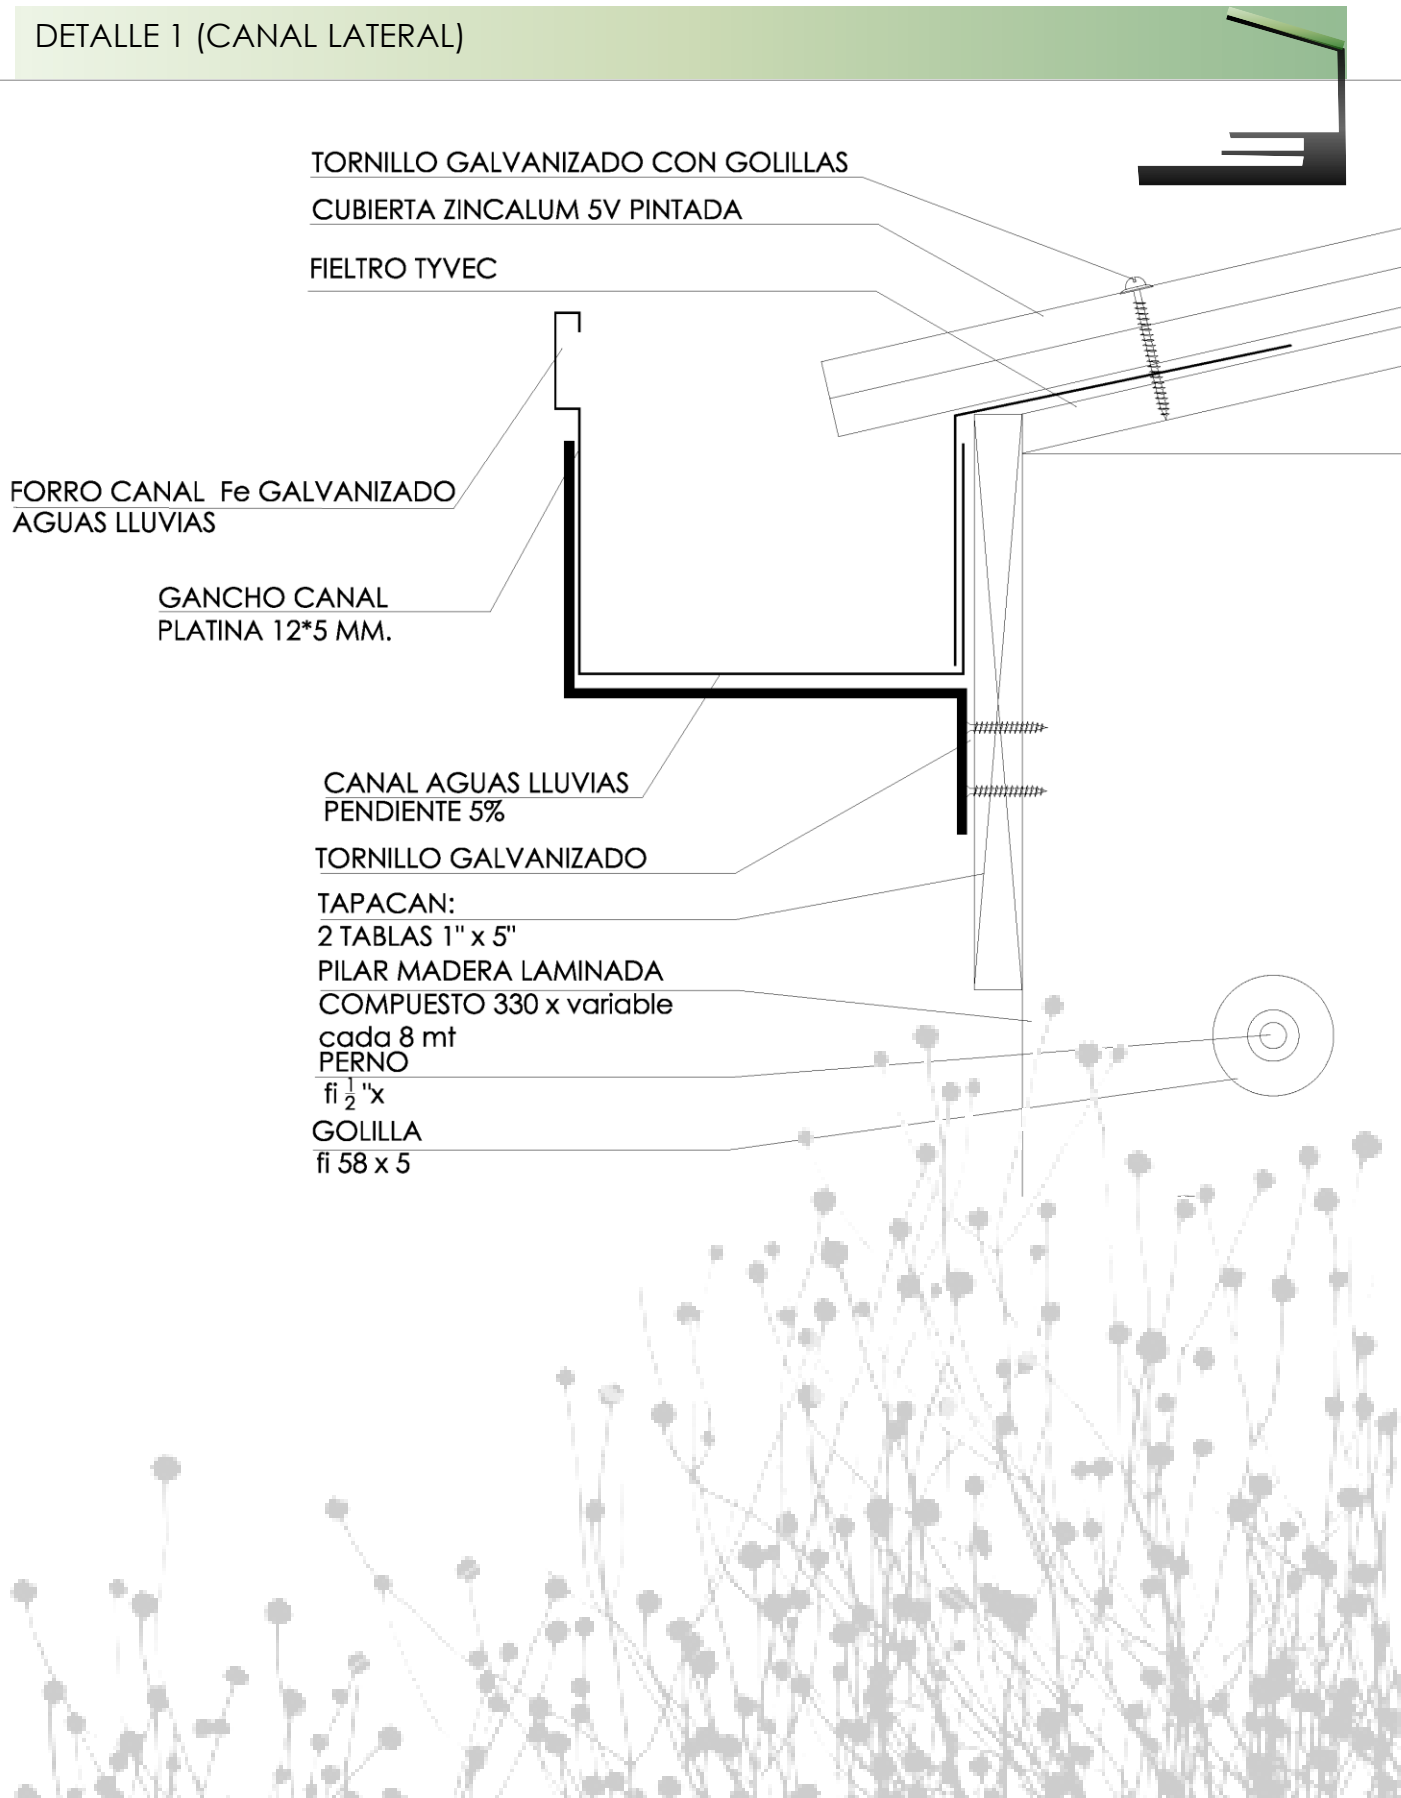 DETALLE 1 (CANAL LATERAL)
TORNILLO GALVANIZADO CON GOLILLAS
CUBIERTA ZINCALUM 5V PINTADA
FIELTRO TYVEC
FORRO CANAL Fe GALVANIZADO
AGUAS LLUVIAS
GANCHO CANAL
PLATINA 12*5 MM.
CANAL AGUAS LLUVIAS
PENDIENTE 5%
TORNILLO GALVANIZADO
TAPACAN:
2 TABLAS 1" x 5"
PILAR MADERA LAMINADA
COMPUESTO 330 x variable
cada 8 mt
PERNO
fi 1/2 "x
GOLILLA
fi 58 x 5